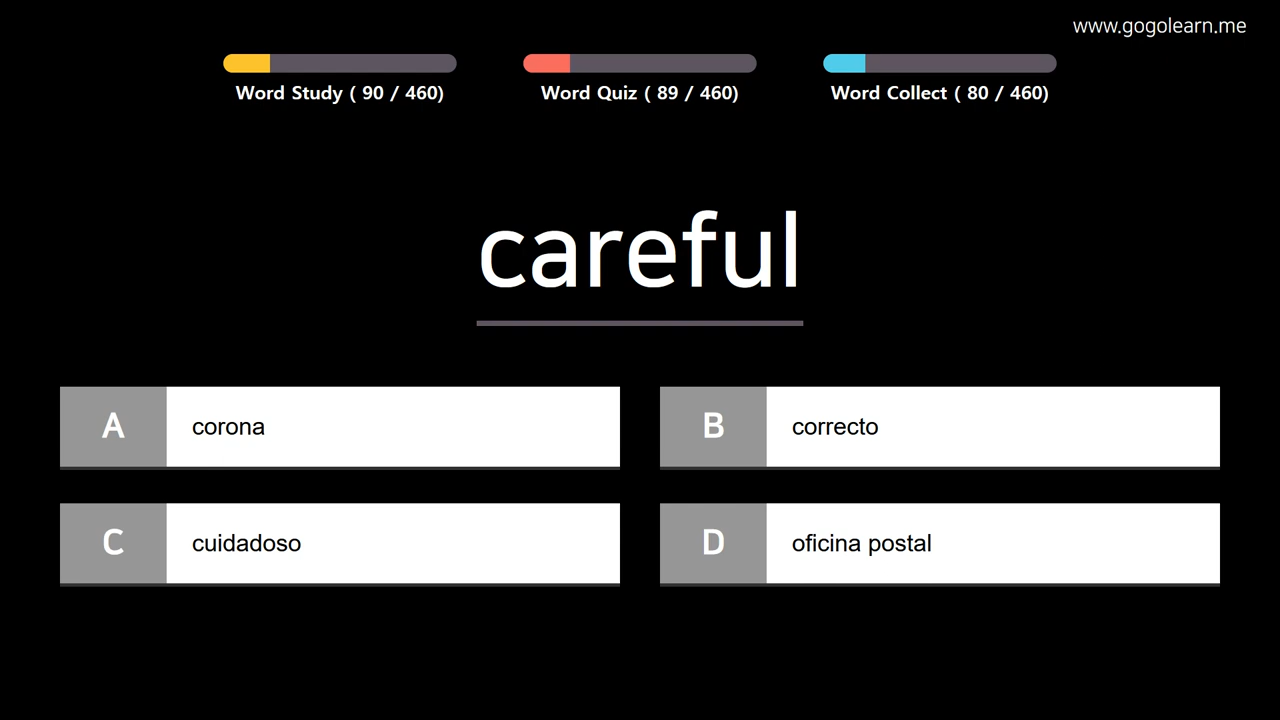 www.gogolearn.me
Word Study ( 90 / 460)
Word Quiz ( 89 / 460)
Word Collect ( 80 / 460)
careful
A corona
B correcto
C cuidadoso
D oficina postal